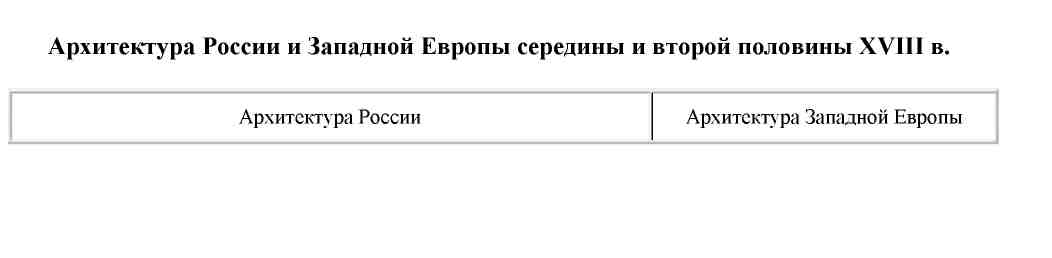 Архитектура России и Западной Европы середины и второй половины XVIII в.
Архитектура России
Архитектура Западной Европы